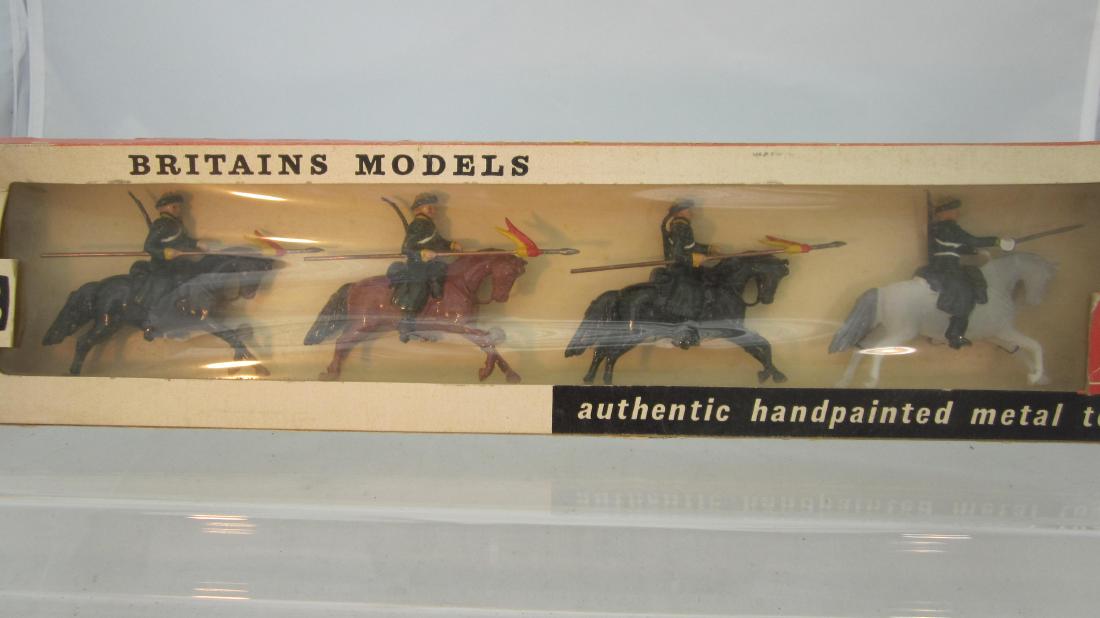 BRITAINS MODELS
authentic handpainted metal